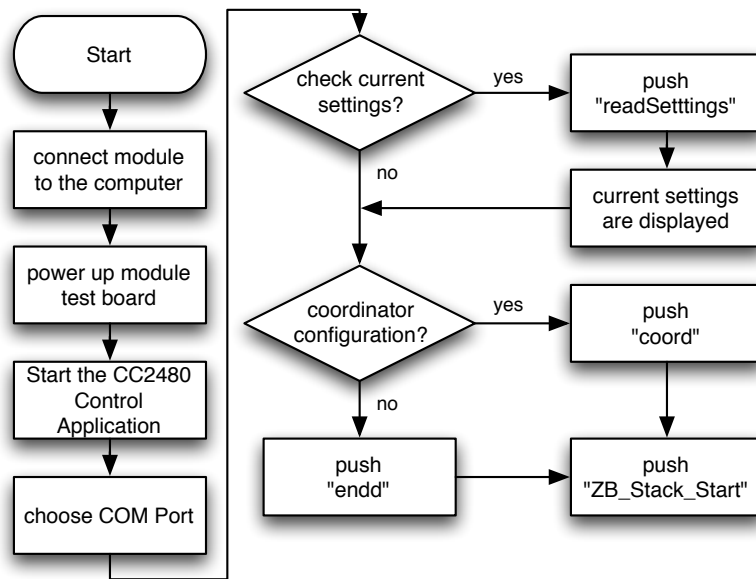 Start
connect module
to the computer
power up module
test board
Start the CC2480
Control
Application
choose COM Port
check current
settings?
yes
push
"readSetttings"
no
current settings
are displayed
coordinator
configuration?
yes
push
"coord"
no
push
"endd"
push
"ZB_Stack_Start"